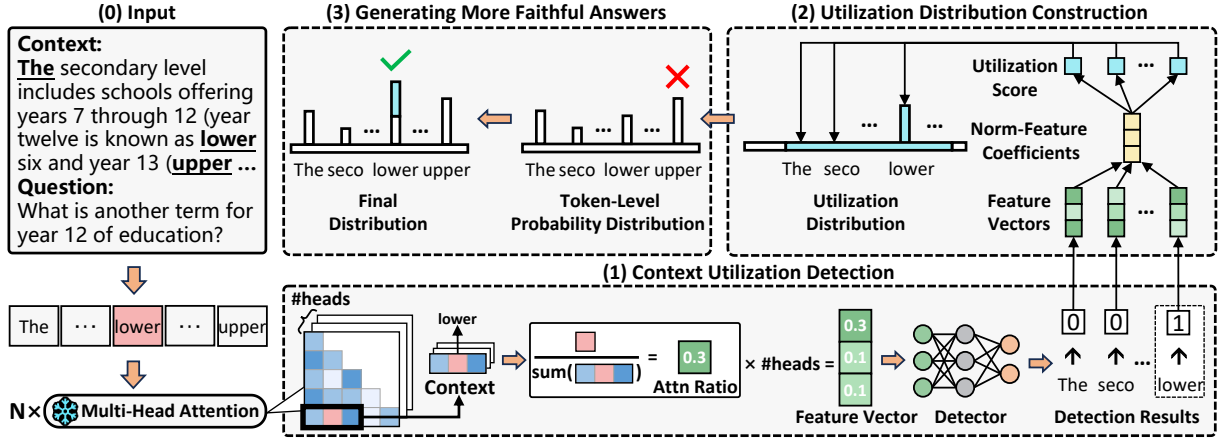 (0) Input
Context:
The secondary level
includes schools offering
years 7 through 12 (year
twelve is known as lower
six and year 13 (upper ...
Question:
What is another term for
year 12 of education?
The ... lower ... upper
N× Multi-Head Attention
(3) Generating More Faithful Answers
... ...
The seco lower upper
The seco lower upper
Final
Distribution
Token-Level
Probability Distribution
(2) Utilization Distribution Construction
Utilization
Score
...
Norm-Feature
Coefficients
Feature
Vectors
...
... ...
The seco lower
Utilization
Distribution
(1) Context Utilization Detection
#heads
lower
Context
sum( )
=
0.3
Attn Ratio
× #heads =
0.3
0.1
0.1
Feature Vector
Detector
0 0 1
...
The seco lower
Detection Results